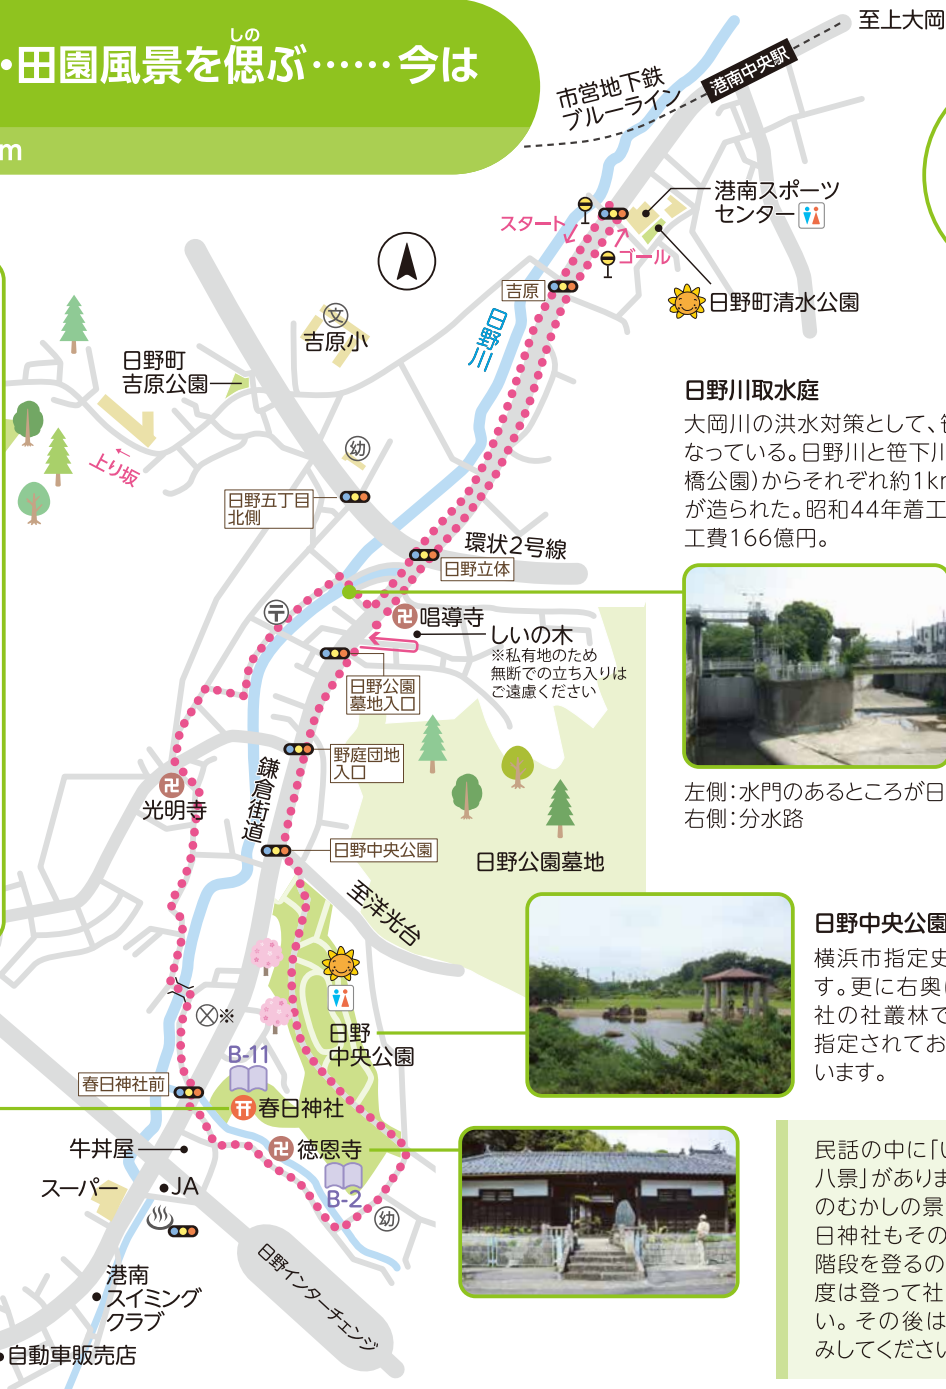 しの
・田園風景を偲ぶ……今は
m
至上大岡
港南中央駅
市営地下鉄
ブルーライン
港南スポーツ
センター
スタート
ゴール
吉原
日野町清水公園
日野川
文
吉原小
日野町
吉原公園
上り坂
幼
日野五丁目
北側
環状2号線
日野立体
〒
卍唱導寺
しいの木
※私有地のため
無断での立ち入りは
ご遠慮ください
日野公園
墓地入口
野庭団地
入口
鎌倉街道
卍
光明寺
日野中央公園
日野公園墓地
至洋光台
※
日野
中央公園
B-11
春日神社前
春日神社
牛丼屋
卍徳恩寺
B-2
スーパー
JA
幼
日野インターチェンジ
港南
スイミング
クラブ
自動車販売店
日野川取水庭
大岡川の洪水対策として、笹
なっている。日野川と笹下川
橋公園)からそれぞれ約1km
が造られた。昭和44年着工
工費166億円。
左側：水門のあるところが日
右側：分水路
日野中央公園
横浜市指定史
す。更に右奥に
社の社叢林で
指定されてお
います。
民話の中に「し
八景」がありま
のむかしの景
日神社もその
階段を登るの
度は登って社
い。その後は
みしてください